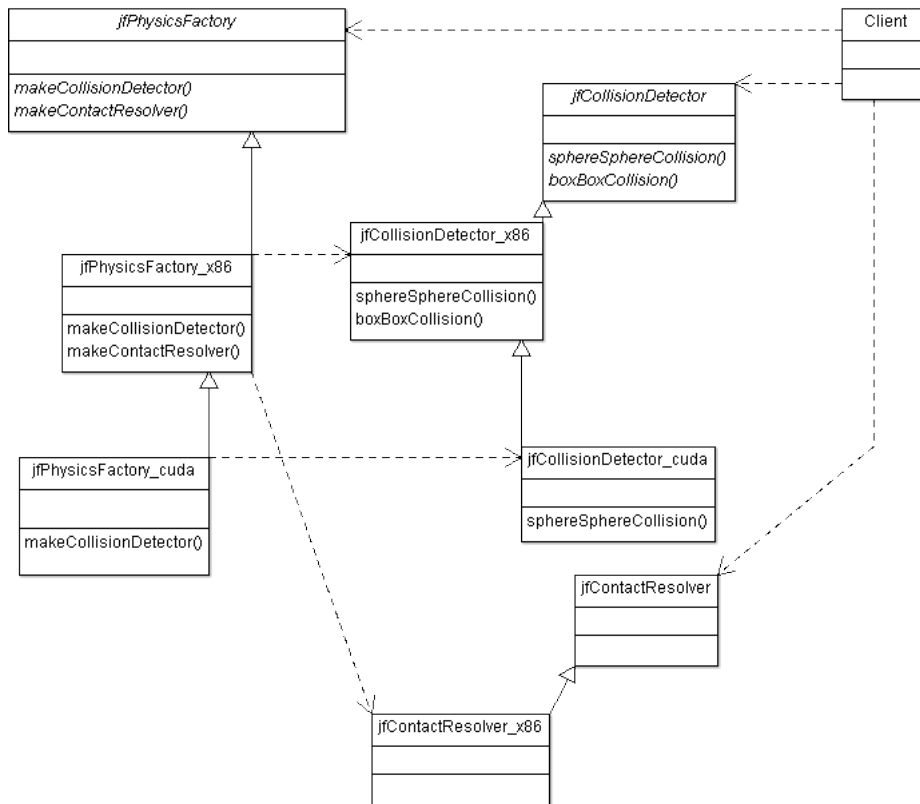 jfPhysicsFactory
makeCollisionDetector()
makeContactResolver()
Client
jfCollisionDetector
sphereSphereCollision()
boxBoxCollision()
jfCollisionDetector_x86
sphereSphereCollision()
boxBoxCollision()
jfPhysicsFactory_x86
makeCollisionDetector()
makeContactResolver()
jfPhysicsFactory_cuda
makeCollisionDetector()
jfCollisionDetector_cuda
sphereSphereCollision()
jfContactResolver
jfContactResolver_x86